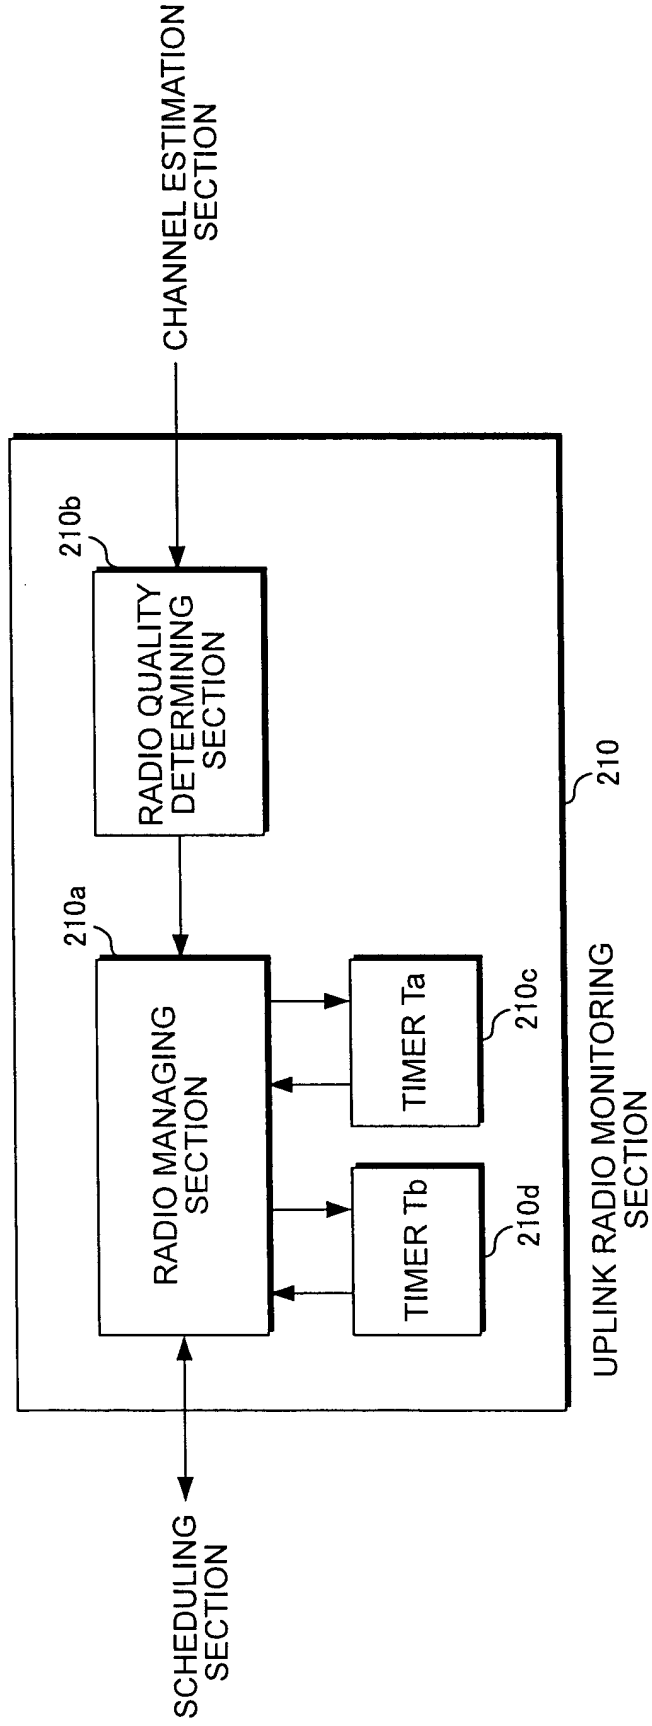 SCHEDULING
SECTION
RADIO MANAGING
SECTION
210a
RADIO QUALITY
DETERMINING
SECTION
210b
CHANNEL ESTIMATION
SECTION
TIMER Tb
210d
TIMER Ta
210c
210
UPLINK RADIO MONITORING
SECTION